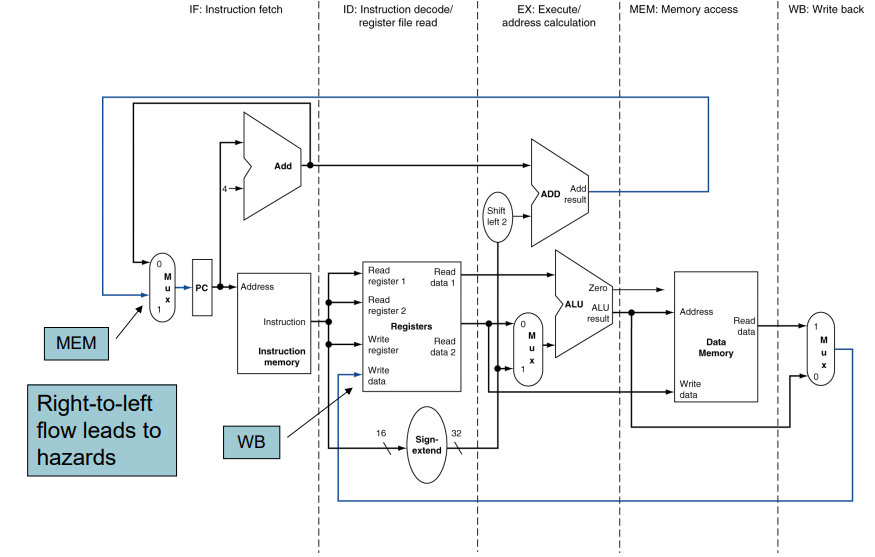 IF: Instruction fetch
ID: Instruction decode/
register file read
EX: Execute/
address calculation
MEM: Memory access
WB: Write back
Add
4
ADD
Add
result
Shift
left 2
0
M
u
x
1
PC
Address
Instruction
Instruction
memory
Read
register 1
Read
register 2
Registers
Write
register
Write
data
Read
data 1
Read
data 2
0
M
u
x
1
Zero
ALU
ALU
result
Address
Read
data
Data
Memory
Write
data
1
M
u
x
0
MEM
Right-to-left
flow leads to
hazards
WB
16
Sign-
extend
32